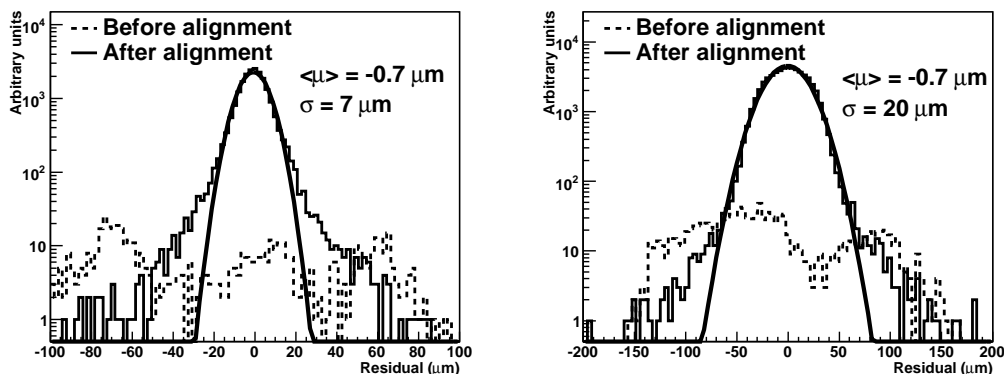 Arbitrary units
10⁴
10³
10²
10
1
Before alignment
After alignment
<μ> = -0.7 μm
σ = 7 μm
-100 -80 -60 -40 -20 0 20 40 60 80 100
Residual (μm)
Arbitrary units
10⁴
10³
10²
10
1
Before alignment
After alignment
<μ> = -0.7 μm
σ = 20 μm
-200 -150 -100 -50 0 50 100 150 200
Residual (μm)